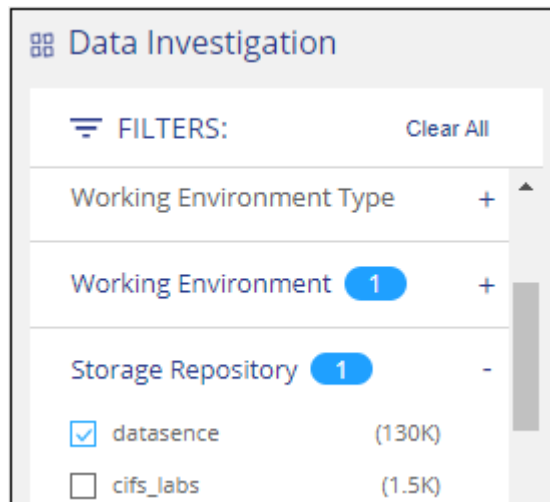 Data Investigation
FILTERS: Clear All
Working Environment Type +
Working Environment 1 +
Storage Repository 1 -
datasence (130K)
cifs_labs (1.5K)